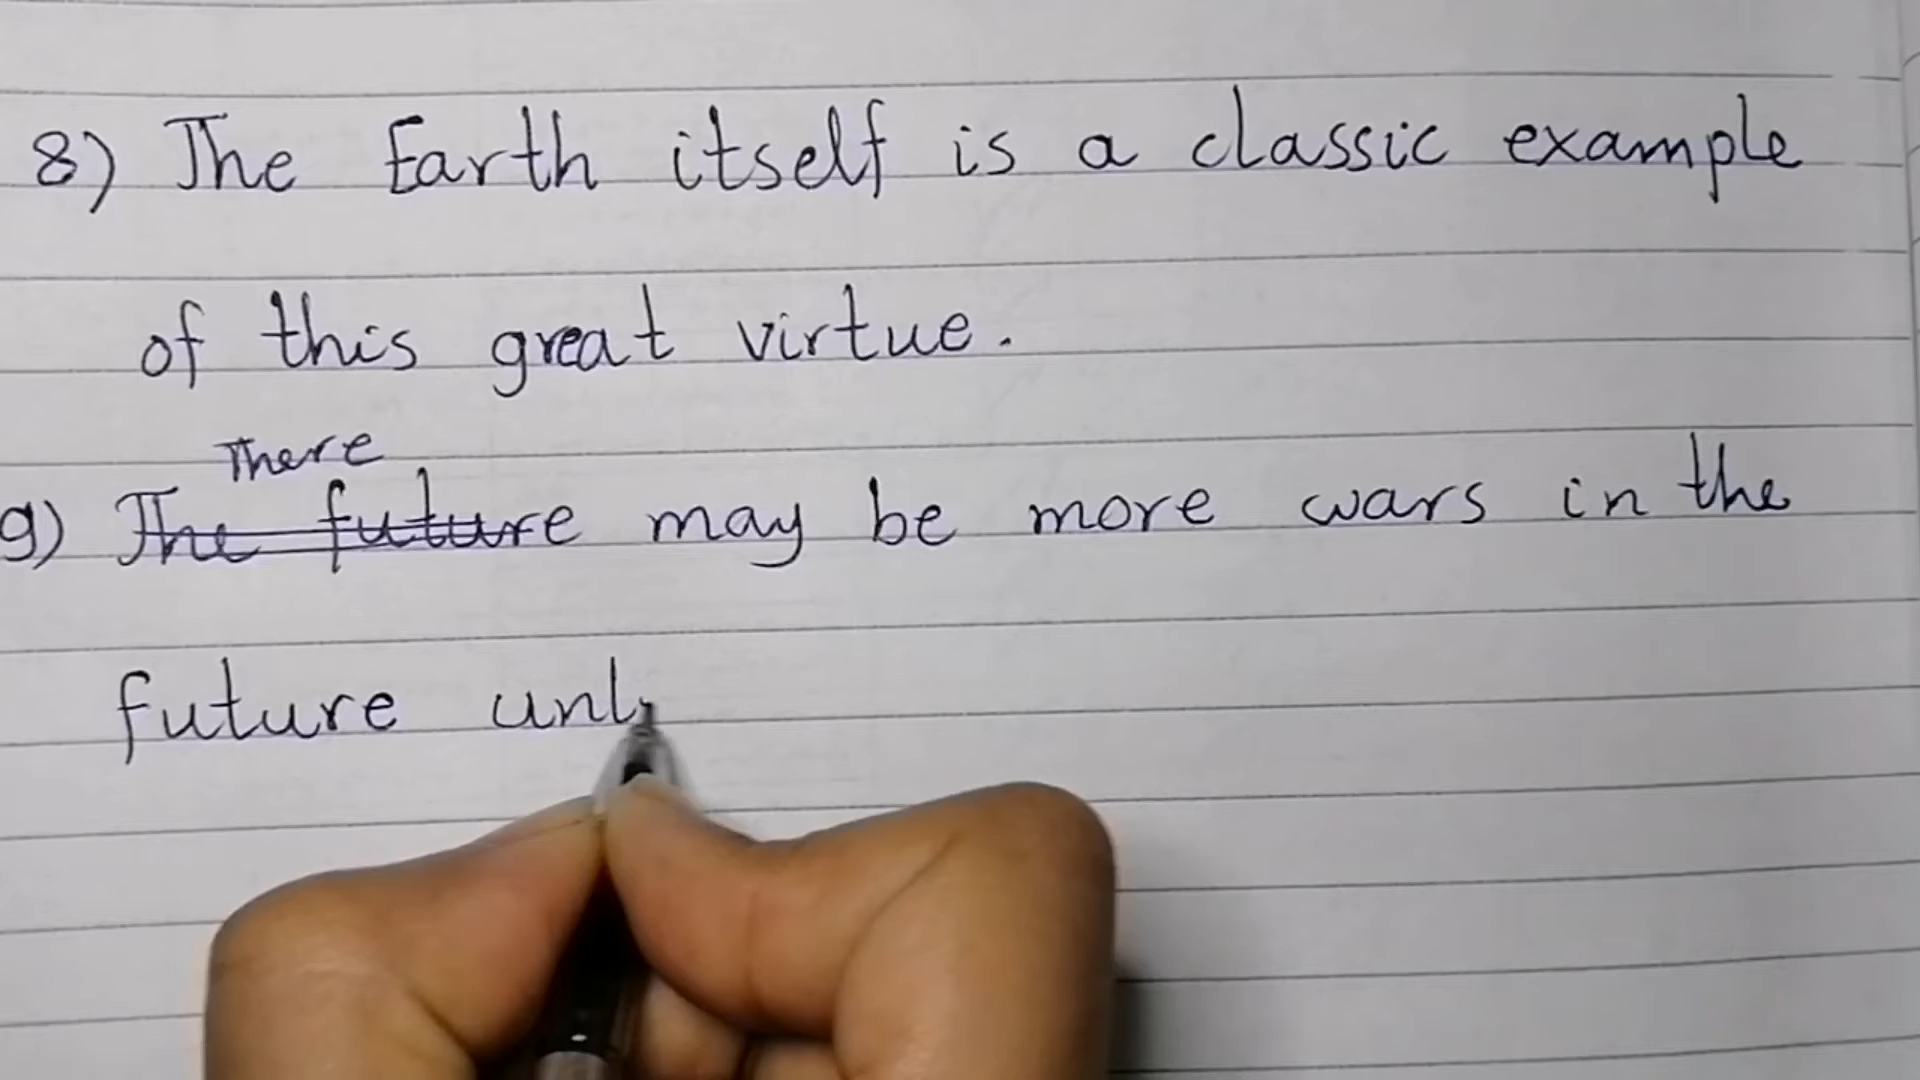 8) The Earth itself is a classic example
of this great virtue.
There
9) The future may be more wars in the
future unl